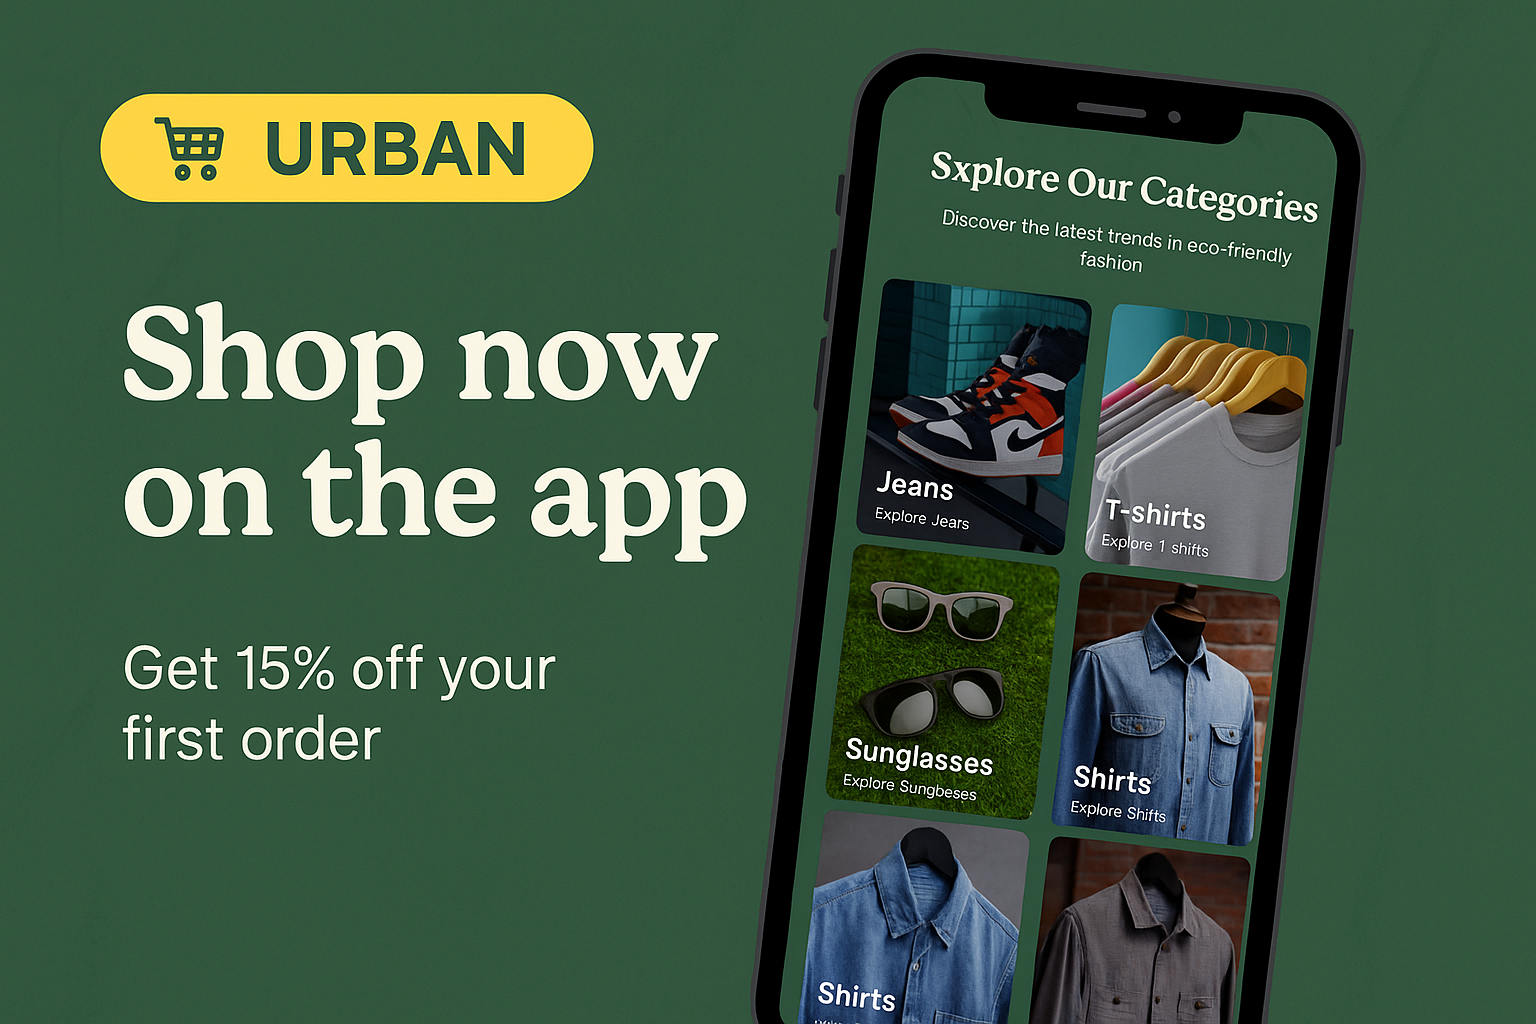 URBAN
Shop now
on the app
Get 15% off your
first order
Sxplore Our Categories
Discover the latest trends in eco-friendly
fashion
Jeans
Explore Jears
T-shirts
Explore 1 shifts
Sunglasses
Explore Sungbeses
Shirts
Explore Shifts
Shirts